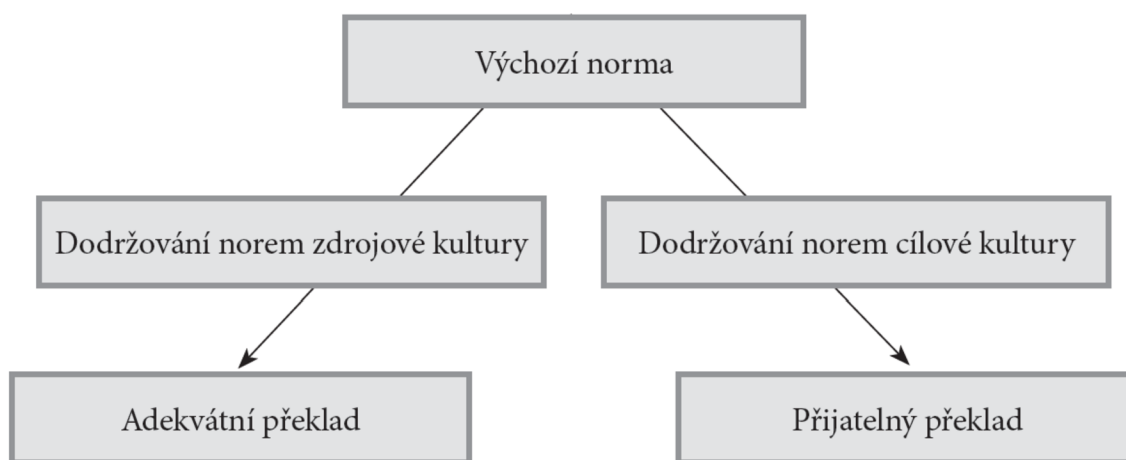 Výchozí norma
Dodržování norem zdrojové kultury
Dodržování norem cílové kultury
Adekvátní překlad
Přijatelný překlad